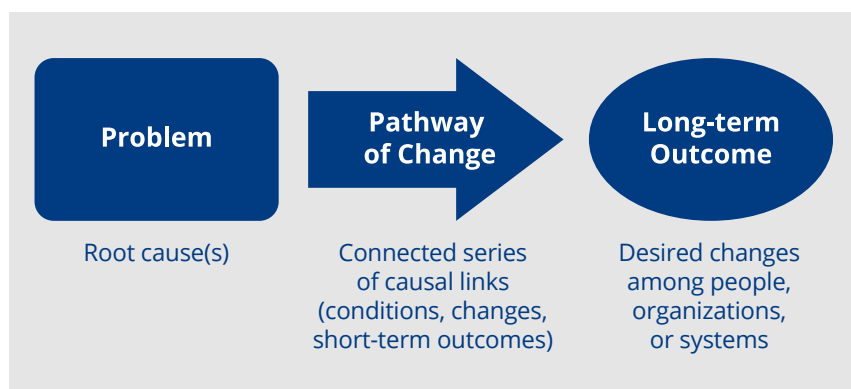 Problem
Pathway
of Change
Long-term
Outcome
Root cause(s)
Connected series
of causal links
(conditions, changes,
short-term outcomes)
Desired changes
among people,
organizations,
or systems